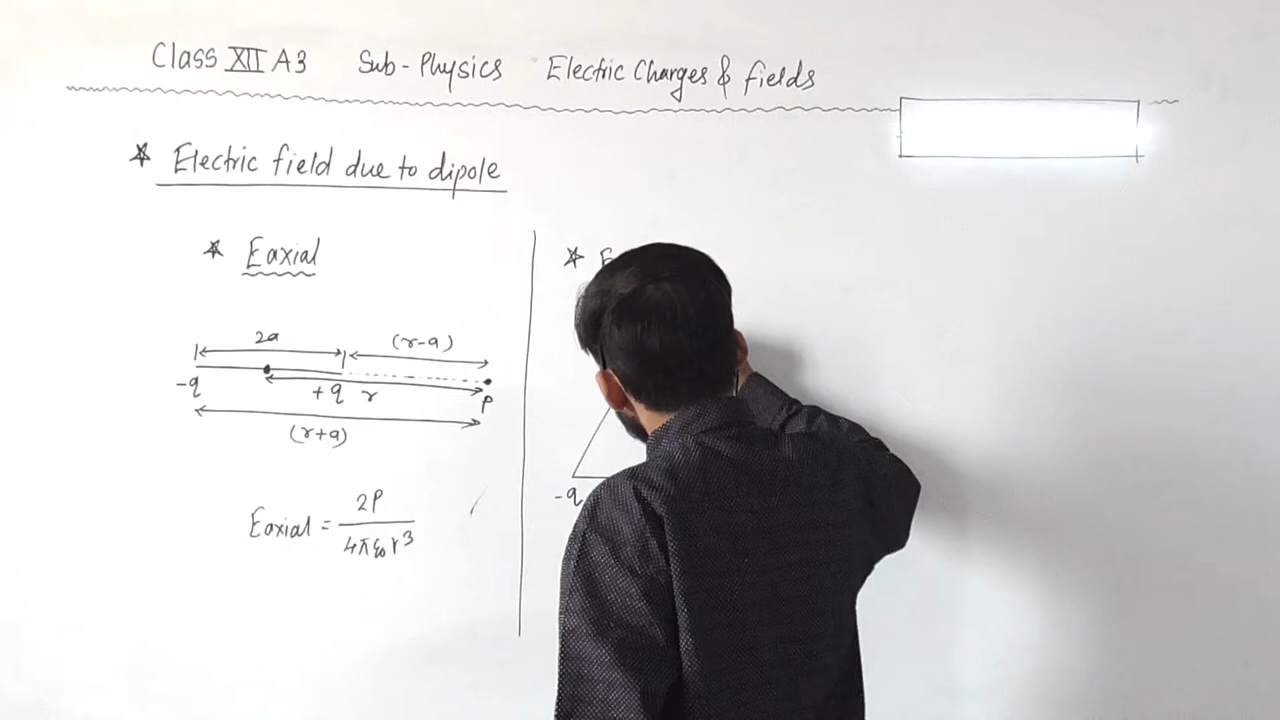 Class XII A3 Sub-Physics Electric Charges & fields
Electric field due to dipole
Eaxial
2a
(r-a)
-q
+q
r
P
(r+a)
Eaxial = 2P / 4πε₀r³
-q